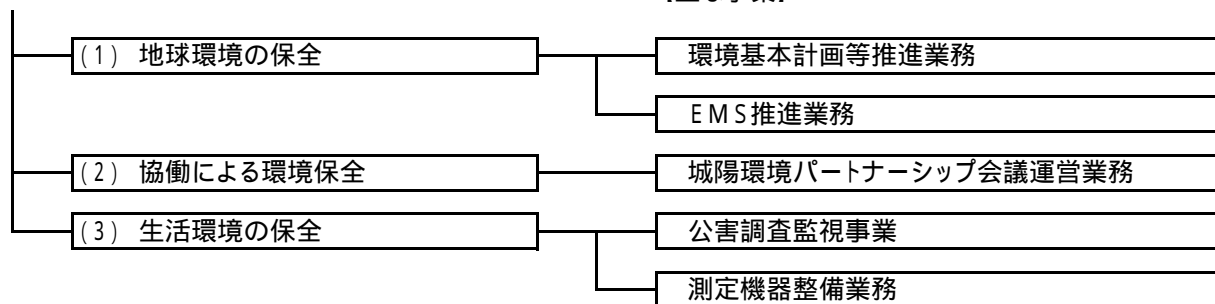 (1) 地球環境の保全
環境基本計画等推進業務
EMS推進業務
(2) 協働による環境保全
城陽環境パートナーシップ会議運営業務
(3) 生活環境の保全
公害調査監視事業
測定機器整備業務